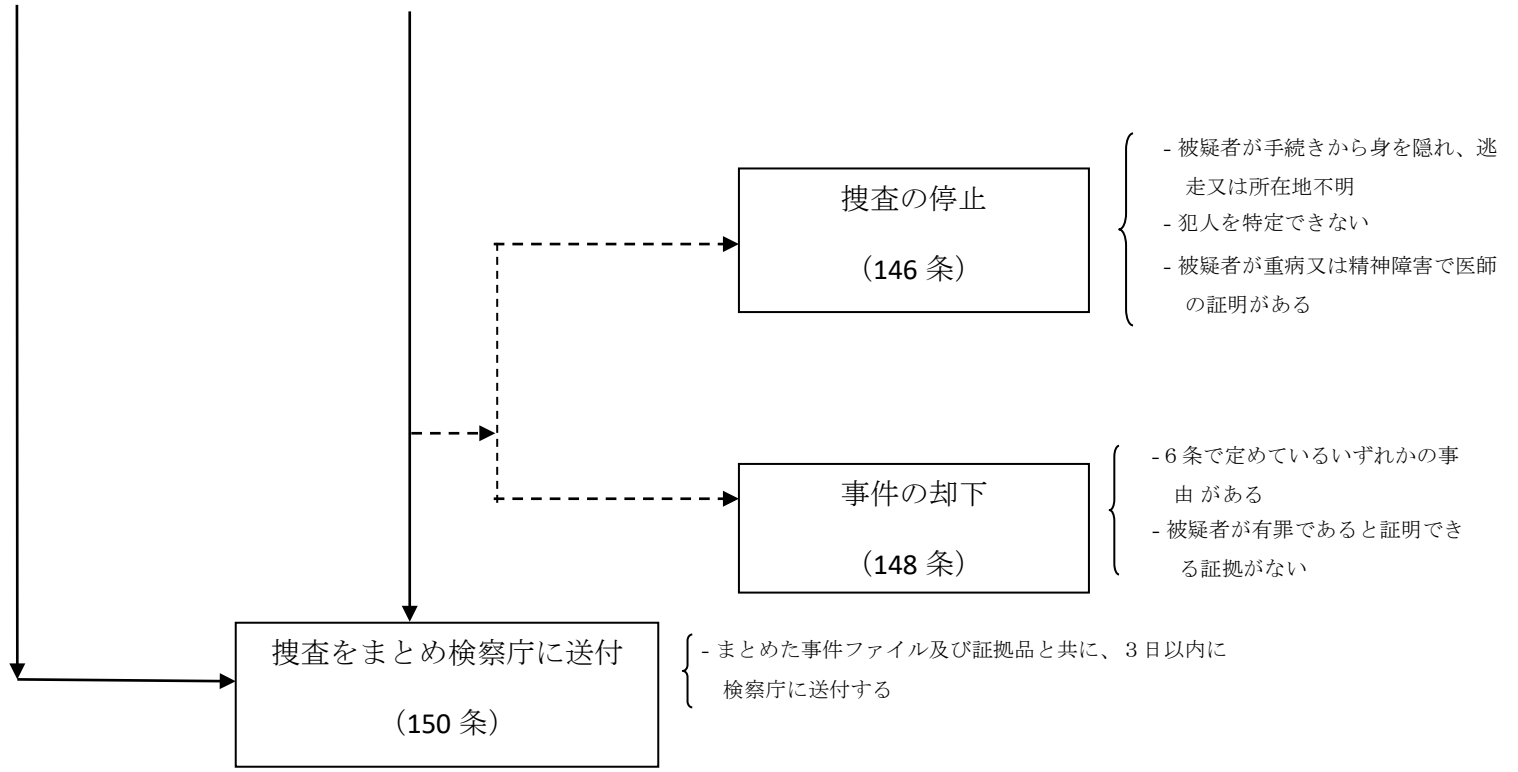 捜査の停止
（146 条）
- 被疑者が手続きから身を隠れ、逃
走又は所在地不明
- 犯人を特定できない
- 被疑者が重病又は精神障害で医師
の証明がある
事件の却下
（148 条）
-６条で定めているいずれかの事
由 がある
- 被疑者が有罪であると証明でき
る証拠がない
捜査をまとめ検察庁に送付
（150 条）
- まとめた事件ファイル及び証拠品と共に、３日以内に
検察庁に送付する